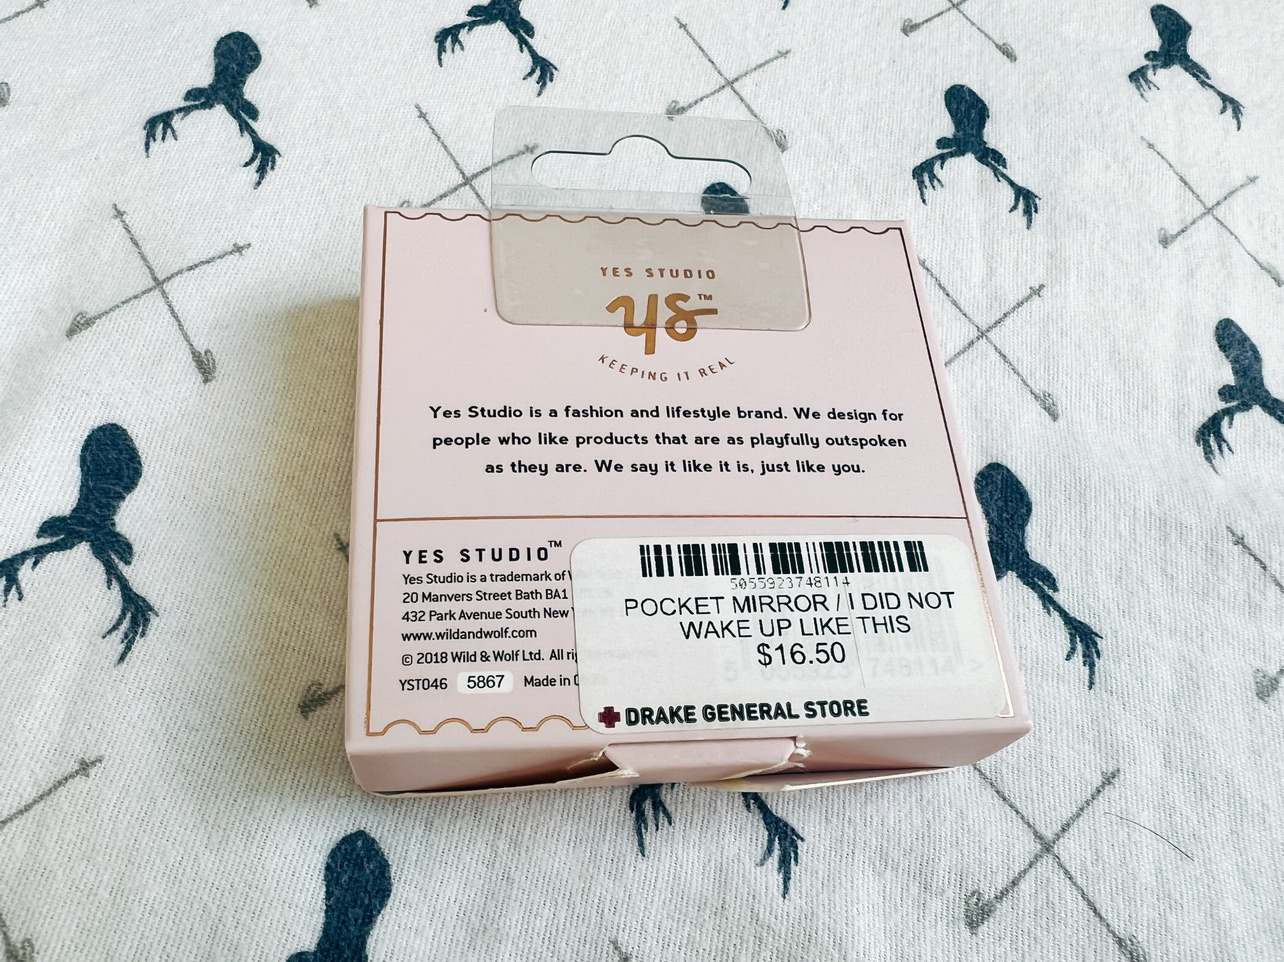 YES STUDIO
ys™
KEEPING IT REAL
Yes Studio is a fashion and lifestyle brand. We design for
people who like products that are as playfully outspoken
as they are. We say it like it is, just like you.
YES STUDIO™
Yes Studio is a trademark of
20 Manvers Street Bath BA1
432 Park Avenue South New
www.wildandwolf.com
© 2018 Wild & Wolf Ltd. All
YST046 5867 Made in
5055923748114
POCKET MIRROR / I DID NOT
WAKE UP LIKE THIS
$16.50
DRAKE GENERAL STORE